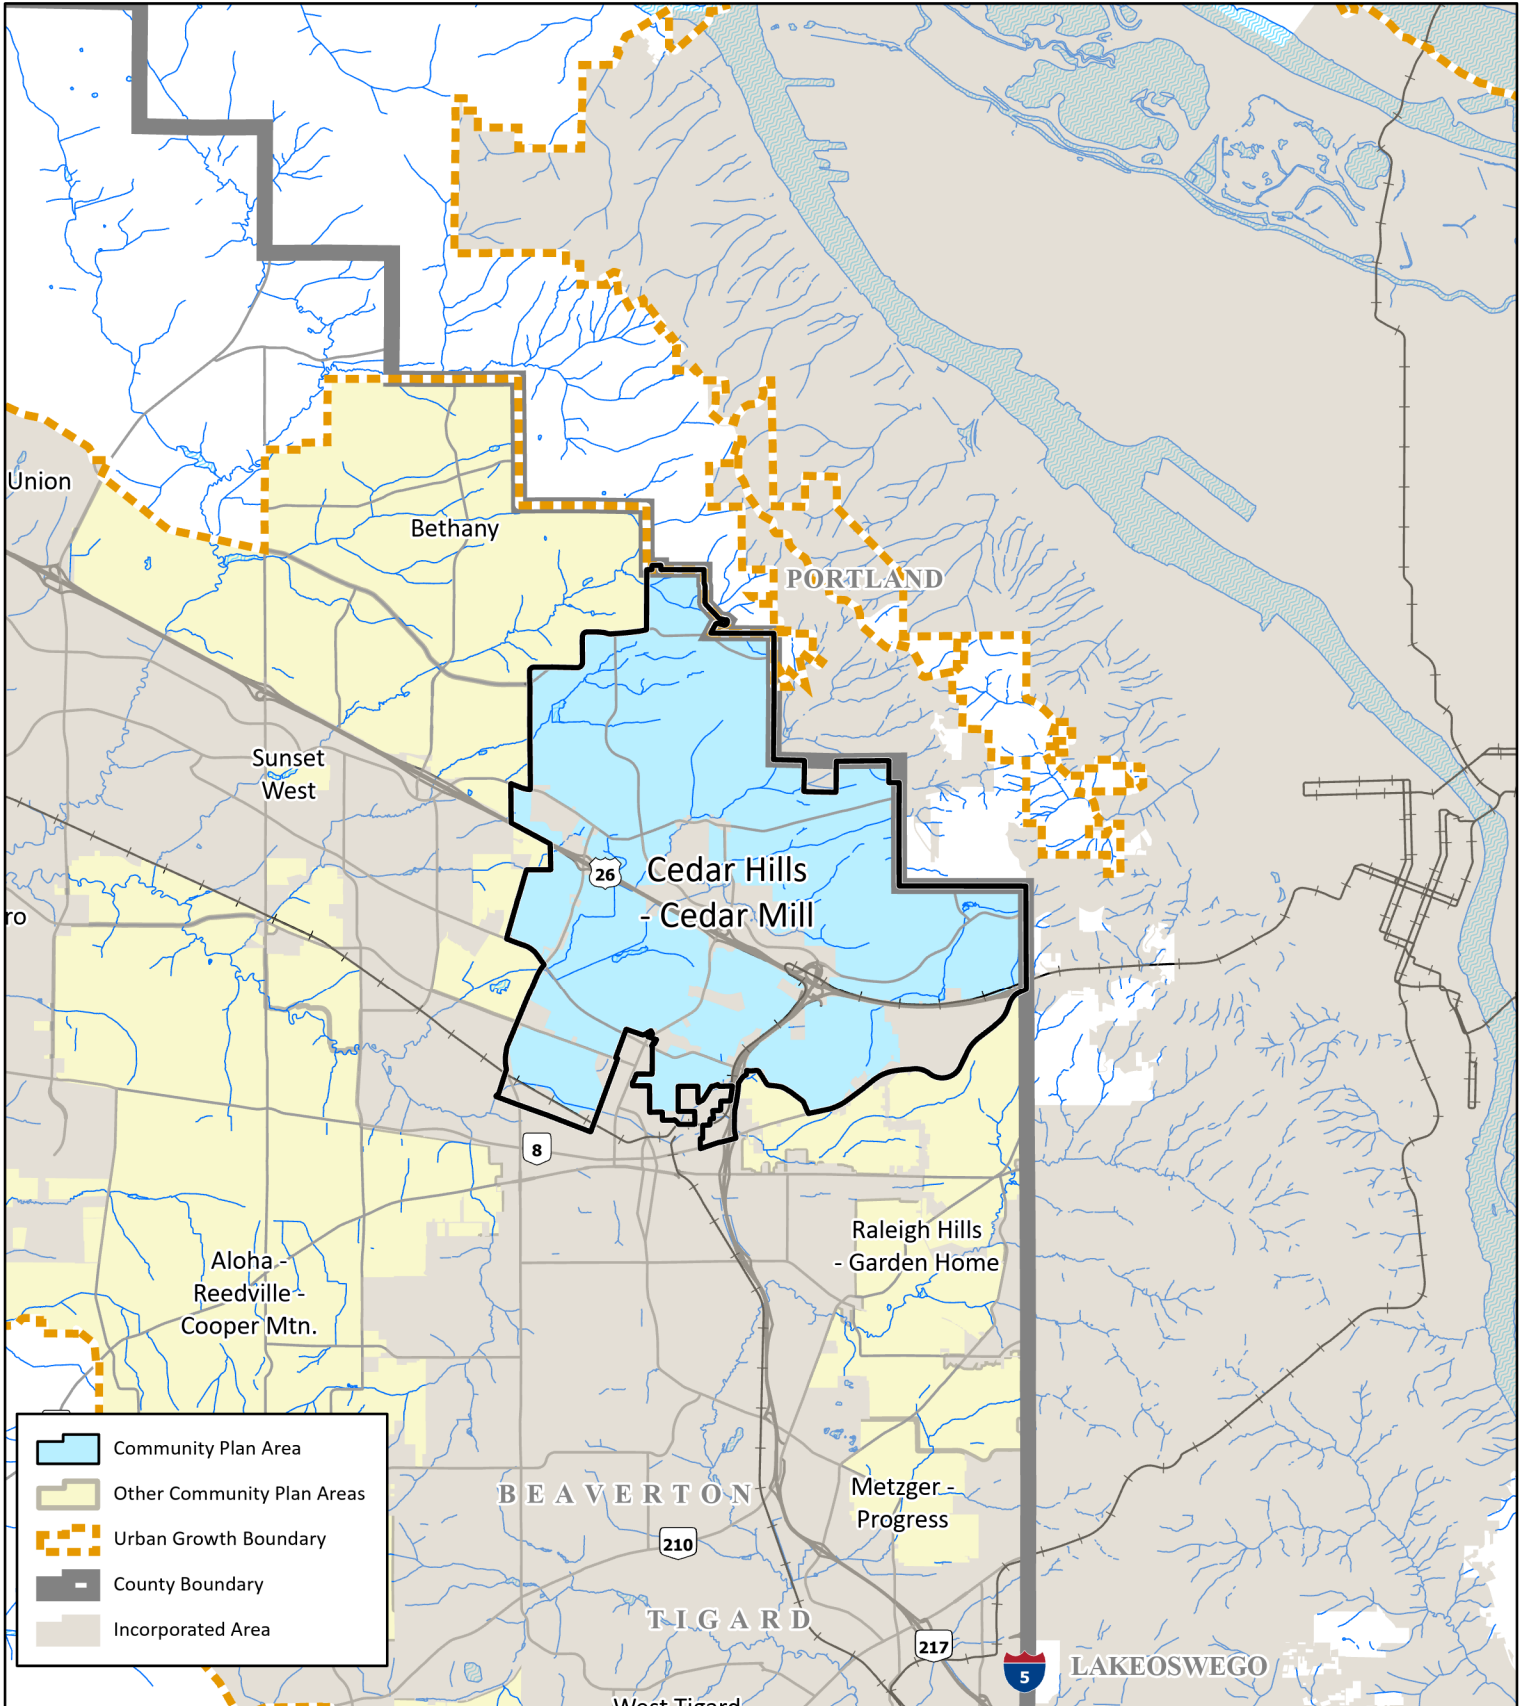 Union
Bethany
PORTLAND
Sunset
West
26
Cedar Hills
- Cedar Mill
ro
8
Raleigh Hills
- Garden Home
Aloha -
Reedville -
Cooper Mtn.
Community Plan Area
Other Community Plan Areas
Urban Growth Boundary
County Boundary
Incorporated Area
BEAVERTON
Metzger -
Progress
210
TIGARD
217
5
LAKEOSWEGO
West Tigard